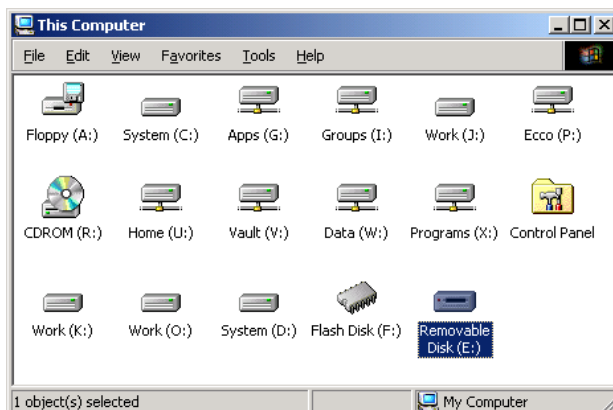 This Computer
File Edit View Favorites Tools Help
Floppy (A:) System (C:) Apps (G:) Groups (I:) Work (J:) Ecco (P:)
CDROM (R:) Home (U:) Vault (V:) Data (W:) Programs (X:) Control Panel
Work (K:) Work (O:) System (D:) Flash Disk (F:) Removable
Disk (E:)
1 object(s) selected My Computer